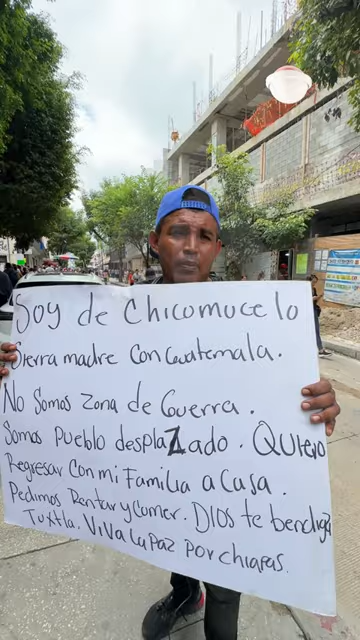 Soy de Chicomucelo
Sierra madre con Guatemala.
No Somos Zona de Guerra.
Somos Pueblo desplaZado. QUiero
Regresar con mi Familia a casa.
Pedimos Rentar y comer. DIOS te bendiga
Tuxtla. ViVa La paz por chiapas.